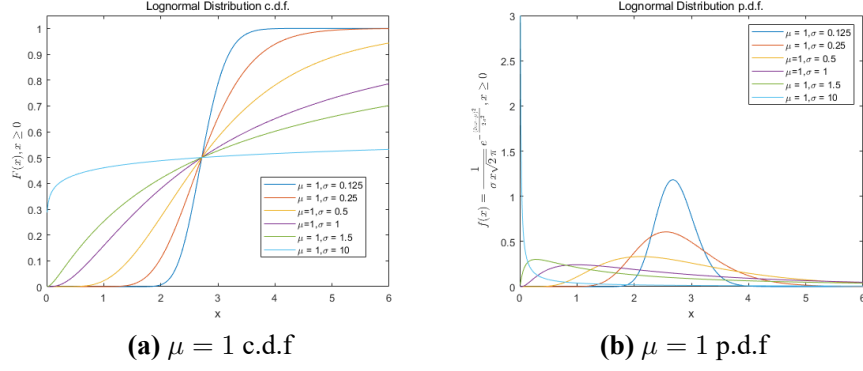 Lognormal Distribution c.d.f.
F(x), x ≥ 0
1
0.9
0.8
0.7
0.6
0.5
0.4
0.3
0.2
0.1
0
0 1 2 3 4 5 6
x
μ = 1,σ = 0.125
μ = 1,σ = 0.25
μ=1,σ = 0.5
μ=1,σ = 1
μ = 1,σ = 1.5
μ = 1,σ = 10
(a) μ = 1 c.d.f
Lognormal Distribution p.d.f.
3
2.5
2
1.5
1
0.5
0
0 1 2 3 4 5 6
x
μ = 1,σ = 0.125
μ = 1,σ = 0.25
μ=1,σ = 0.5
μ=1,σ = 1
μ = 1,σ = 1.5
μ = 1,σ = 10
(b) μ = 1 p.d.f